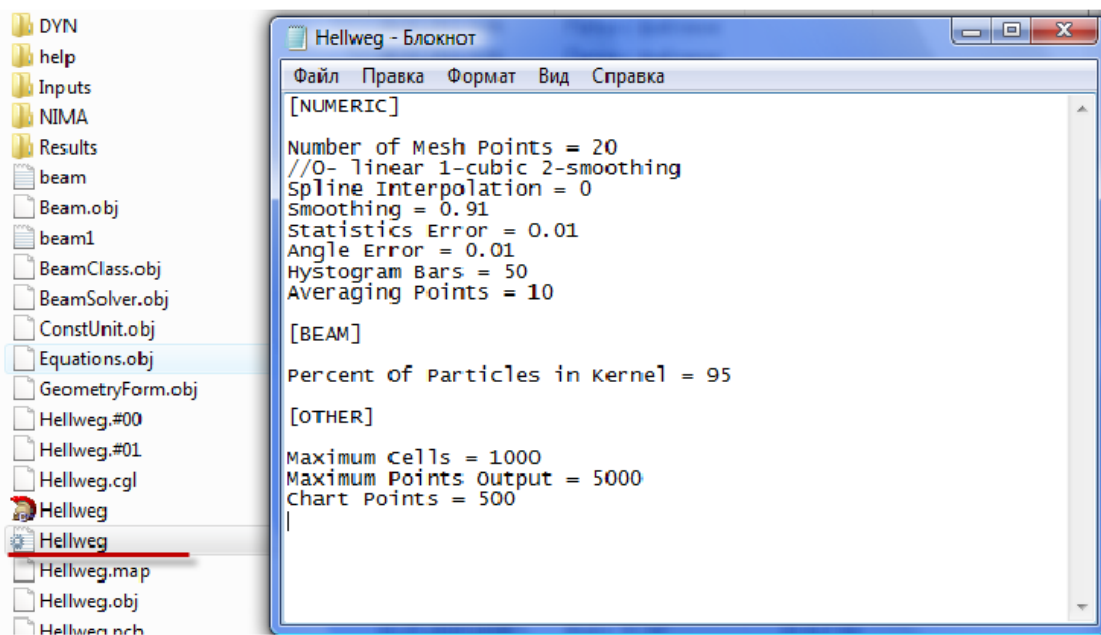 DYN
help
Inputs
NIMA
Results
beam
Beam.obj
beam1
BeamClass.obj
BeamSolver.obj
ConstUnit.obj
Equations.obj
GeometryForm.obj
Hellweg.#00
Hellweg.#01
Hellweg.cgl
Hellweg
Hellweg
Hellweg.map
Hellweg.obj
Hellweg - Блокнот
Файл Правка Формат Вид Справка
[NUMERIC]
Number of Mesh Points = 20
//0- linear 1-cubic 2-smoothing
Spline Interpolation = 0
Smoothing = 0.91
Statistics Error = 0.01
Angle Error = 0.01
Hystogram Bars = 50
Averaging Points = 10
[BEAM]
Percent Of Particles in Kernel = 95
[OTHER]
Maximum Cells = 1000
Maximum Points Output = 5000
Chart Points = 500